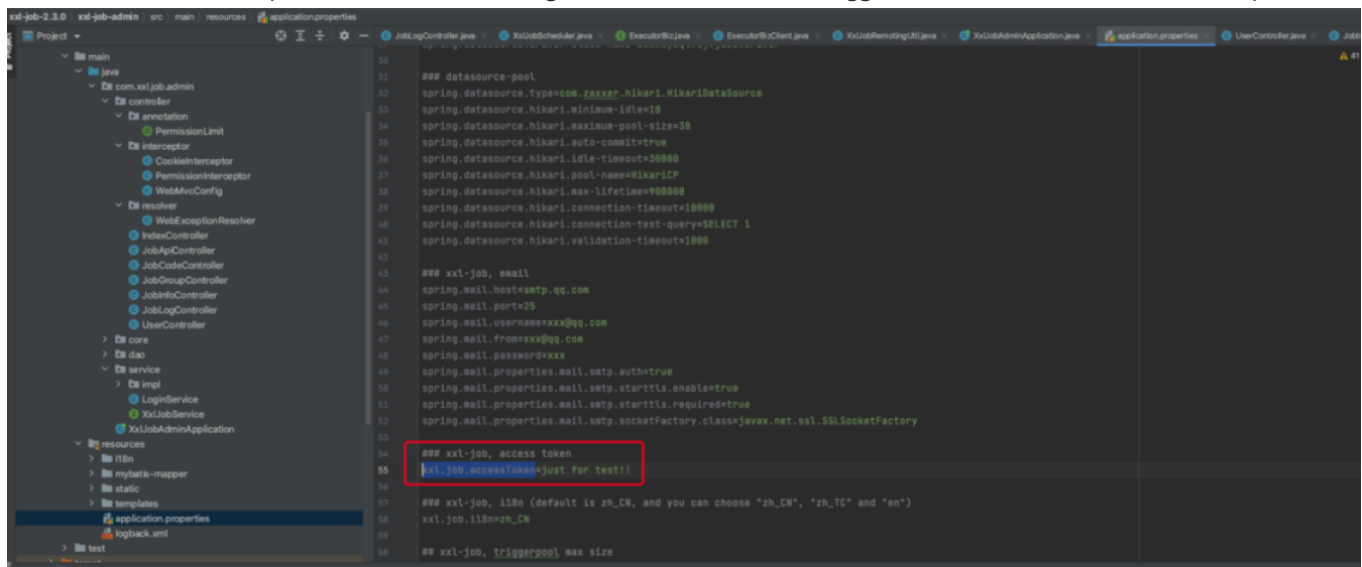 xxl-job-2.3.0 xxl-job-admin src main resources application.properties
Project
JobLogController.java XxlJobScheduler.java ExecutorBiz.java ExecutorBizClient.java XxlJobRemotingUtil.java XxlJobAdminApplication.java application.properties UserController.java
main
java
com.xxl.job.admin
controller
annotation
PermissionLimit
interceptor
CookieInterceptor
PermissionInterceptor
WebMvcConfig
resolver
WebExceptionResolver
IndexController
JobApiController
JobCodeController
JobGroupController
JobInfoController
JobLogController
UserController
core
dao
service
impl
LoginService
XxlJobService
XxlJobAdminApplication
resources
i18n
mybatis-mapper
static
templates
application.properties
logback.xml
test
41
30
31 ### datasource-pool
32 spring.datasource.type=com.zaxxer.hikari.HikariDataSource
33 spring.datasource.hikari.minimum-idle=10
34 spring.datasource.hikari.maximum-pool-size=30
35 spring.datasource.hikari.auto-commit=true
36 spring.datasource.hikari.idle-timeout=30000
37 spring.datasource.hikari.pool-name=HikariCP
38 spring.datasource.hikari.max-lifetime=900000
39 spring.datasource.hikari.connection-timeout=10000
40 spring.datasource.hikari.connection-test-query=SELECT 1
41 spring.datasource.hikari.validation-timeout=1000
42
43 ### xxl-job, email
44 spring.mail.host=smtp.qq.com
45 spring.mail.port=25
46 spring.mail.username=xxx@qq.com
47 spring.mail.from=xxx@qq.com
48 spring.mail.password=xxx
49 spring.mail.properties.mail.smtp.auth=true
50 spring.mail.properties.mail.smtp.starttls.enable=true
51 spring.mail.properties.mail.smtp.starttls.required=true
52 spring.mail.properties.mail.smtp.socketFactory.class=javax.net.ssl.SSLSocketFactory
53
54 ### xxl-job, access token
55 xxl.job.accessToken=just for test!!
56
57 ### xxl-job, i18n (default is zh_CN, and you can choose "zh_CN", "zh_TC" and "en")
58 xxl.job.i18n=zh_CN
59
60 ## xxl-job, triggerpool max size